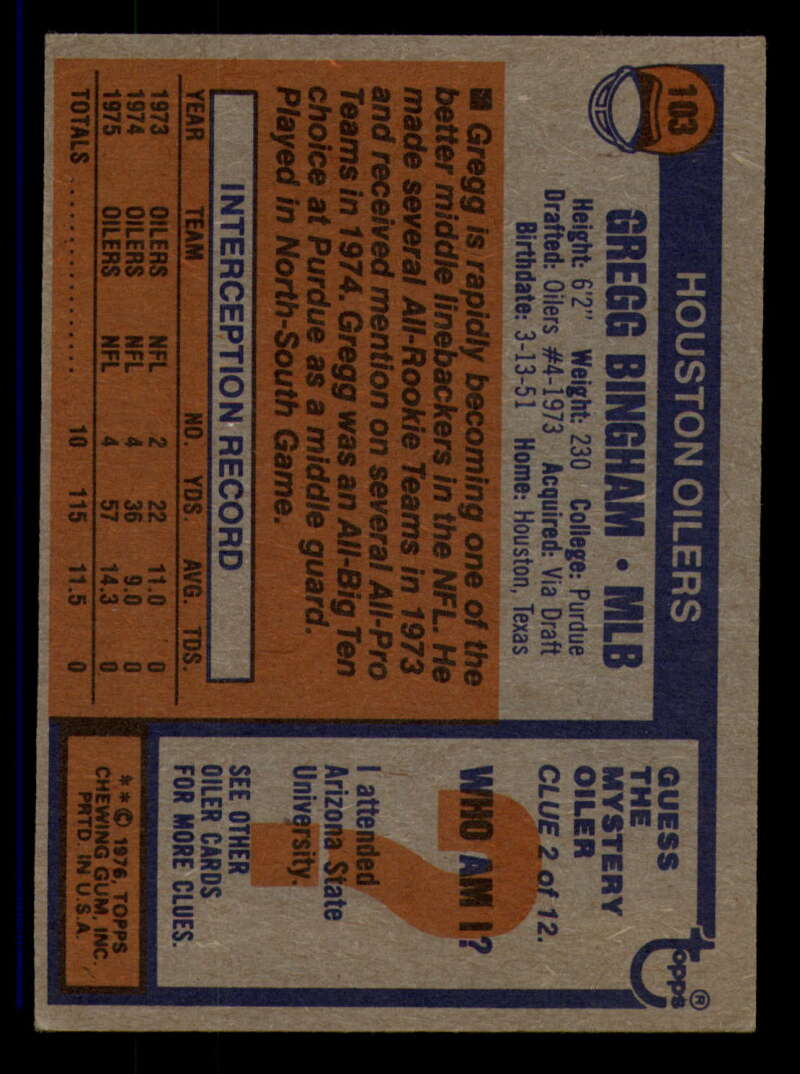 103
HOUSTON OILERS
GREGG BINGHAM • MLB
Height: 6'2" Weight: 230 College: Purdue
Drafted: Oilers #4-1973 Acquired: Via Draft
Birthdate: 3-13-51 Home: Houston, Texas
Gregg is rapidly becoming one of the
better middle linebackers in the NFL. He
made several All-Rookie Teams in 1973
and received mention on several All-Pro
Teams in 1974. Gregg was an All-Big Ten
choice at Purdue as a middle guard.
Played in North-South Game.
INTERCEPTION RECORD
YEAR TEAM NO. YDS. AVG. TDS.
1973 OILERS NFL 2 22 11.0 0
1974 OILERS NFL 4 36 9.0 0
1975 OILERS NFL 4 57 14.3 0
TOTALS .................... 10 115 11.5 0
topps®
GUESS
THE
MYSTERY
OILER
CLUE 2 of 12.
WHO AM I?
?
I attended
Arizona State
University.
SEE OTHER
OILER CARDS
FOR MORE CLUES.
**© 1976, TOPPS
CHEWING GUM, INC.
PRTD. IN U.S.A.